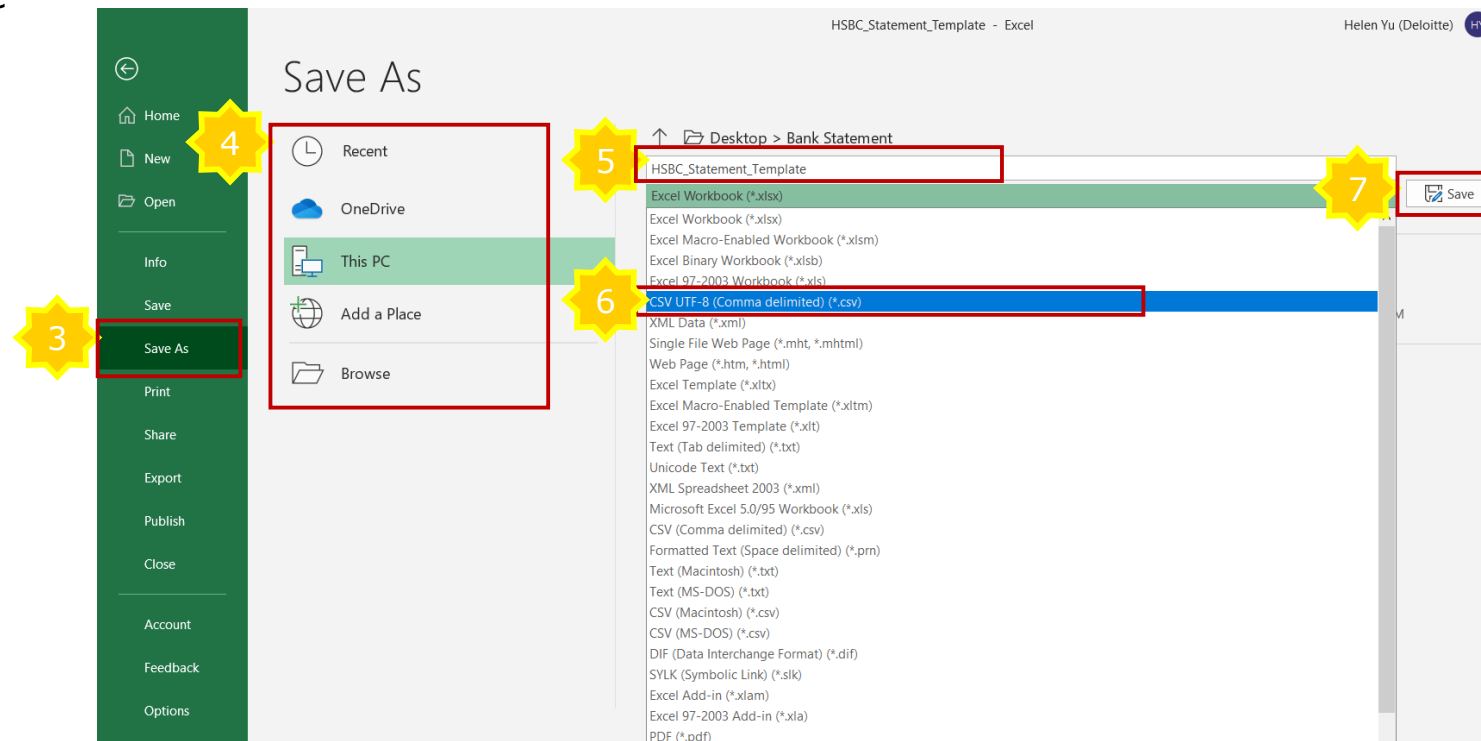 HSBC_Statement_Template - Excel
Helen Yu (Deloitte)
Save As
Home
New
Open
Info
Save
Save As
Print
Share
Export
Publish
Close
Account
Feedback
Options
3
4
Recent
OneDrive
This PC
Add a Place
Browse
Desktop > Bank Statement
5
HSBC_Statement_Template
Excel Workbook (*.xlsx)
7
Save
Excel Workbook (*.xlsx)
Excel Macro-Enabled Workbook (*.xlsm)
Excel Binary Workbook (*.xlsb)
Excel 97-2003 Workbook (*.xls)
6
CSV UTF-8 (Comma delimited) (*.csv)
XML Data (*.xml)
Single File Web Page (*.mht, *.mhtml)
Web Page (*.htm, *.html)
Excel Template (*.xltx)
Excel Macro-Enabled Template (*.xltm)
Excel 97-2003 Template (*.xlt)
Text (Tab delimited) (*.txt)
Unicode Text (*.txt)
XML Spreadsheet 2003 (*.xml)
Microsoft Excel 5.0/95 Workbook (*.xls)
CSV (Comma delimited) (*.csv)
Formatted Text (Space delimited) (*.prn)
Text (Macintosh) (*.txt)
Text (MS-DOS) (*.txt)
CSV (Macintosh) (*.csv)
CSV (MS-DOS) (*.csv)
DIF (Data Interchange Format) (*.dif)
SYLK (Symbolic Link) (*.slk)
Excel Add-in (*.xlam)
Excel 97-2003 Add-in (*.xla)
PDF (*.pdf)